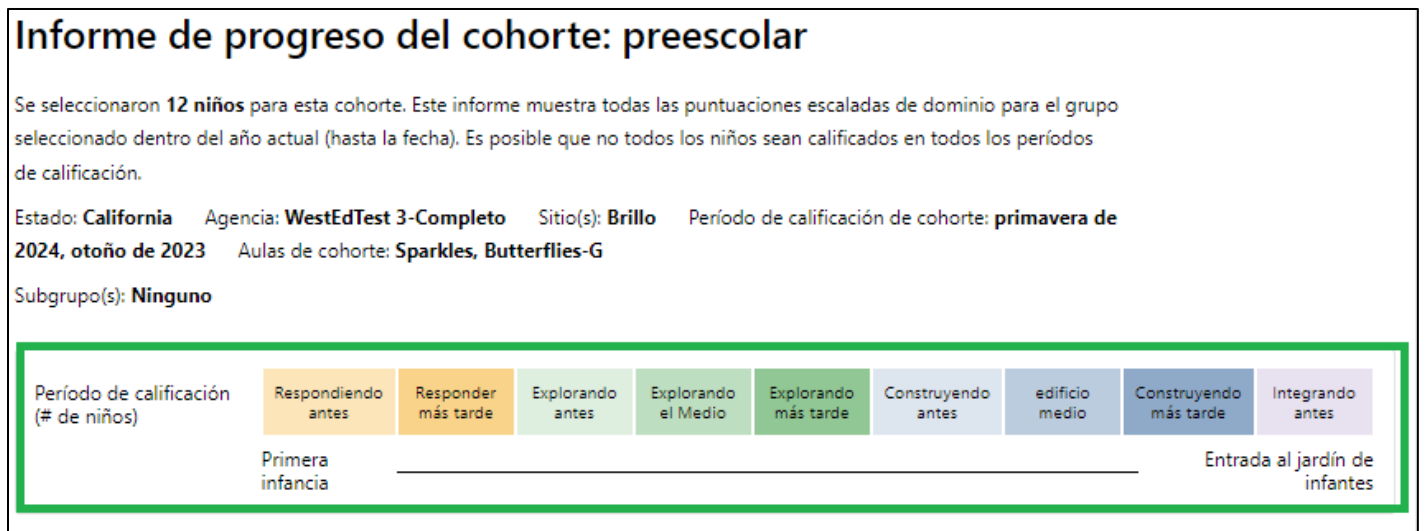 Informe de progreso del cohorte: preescolar
Se seleccionaron 12 niños para esta cohorte. Este informe muestra todas las puntuaciones escaladas de dominio para el grupo
seleccionado dentro del año actual (hasta la fecha). Es posible que no todos los niños sean calificados en todos los períodos
de calificación.
Estado: California Agencia: WestEdTest 3-Completo Sitio(s): Brillo Período de calificación de cohorte: primavera de
2024, otoño de 2023 Aulas de cohorte: Sparkles, Butterflies-G
Subgrupo(s): Ninguno
Período de calificación
(# de niños)
Respondiendo
antes
Responder
más tarde
Explorando
antes
Explorando
el Medio
Explorando
más tarde
Construyendo
antes
edificio
medio
Construyendo
más tarde
Integrando
antes
Primera
infancia
Entrada al jardín de
infantes